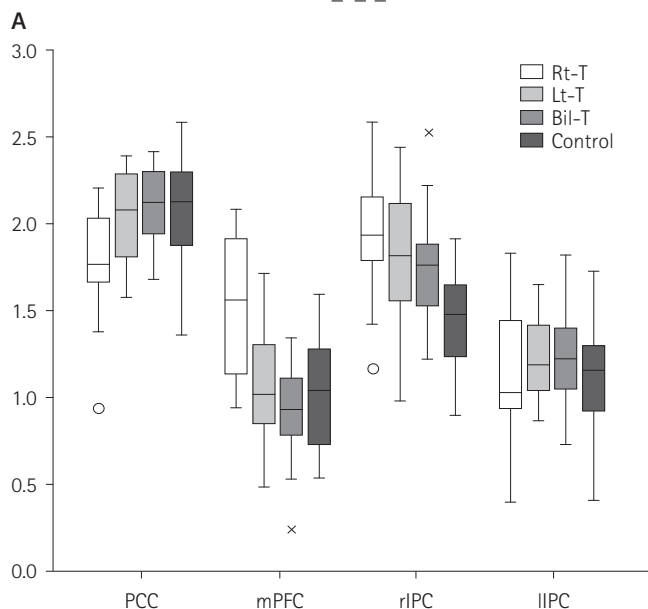 A
3.0
2.5
2.0
1.5
1.0
0.5
0.0
Rt-T
Lt-T
Bil-T
Control
PCC
mPFC
rIPC
lIPC